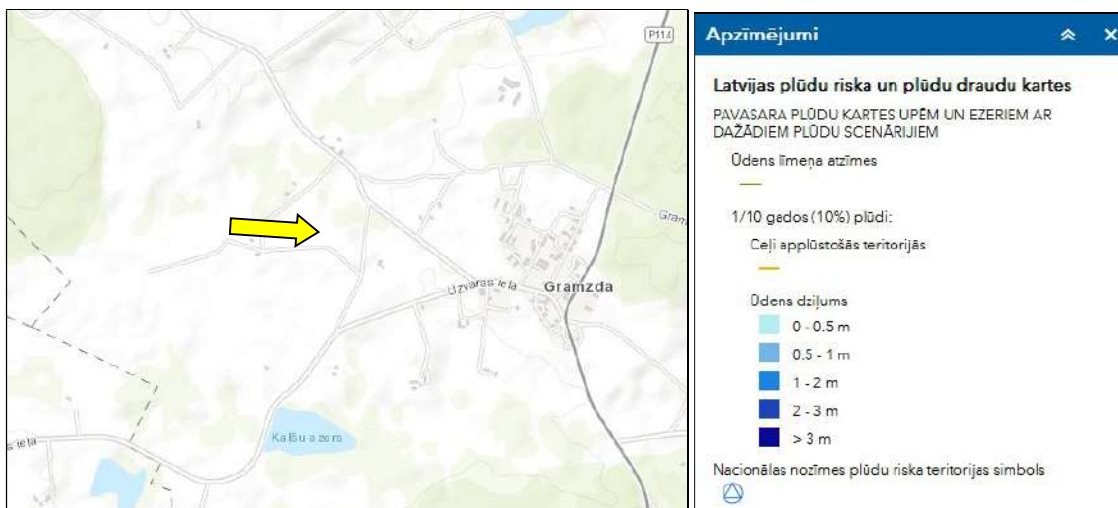 P114
Gram
Uzvaras iela
Gramzda
Kalšu ezers
s iela
Apzīmējumi
Latvijas plūdu riska un plūdu draudu kartes
PAVASARA PLŪDU KARTES UPĒM UN EZERIEM AR
DAŽĀDIEM PLŪDU SCENĀRIJIEM
Ūdens līmeņa atzīmes
1/10 gados (10%) plūdi:
Ceļi applūstošās teritorijās
Ūdens dziļums
0 - 0.5 m
0.5 - 1 m
1 - 2 m
2 - 3 m
> 3 m
Nacionālas nozīmes plūdu riska teritorijas simbols